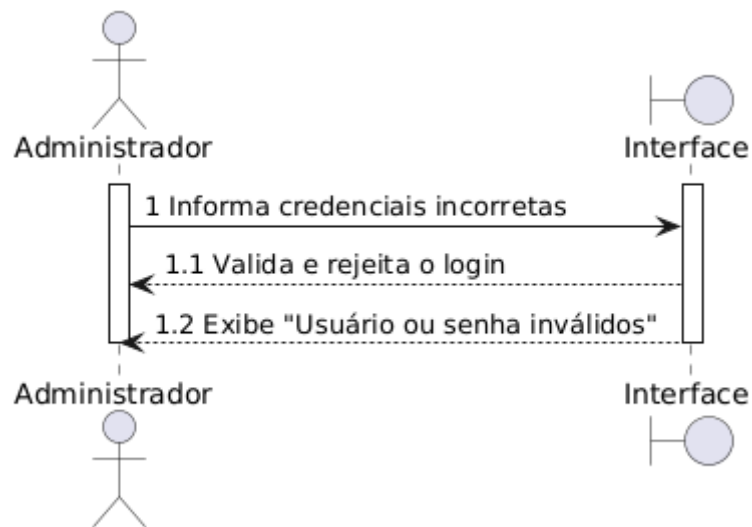 Administrador
Interface
1 Informa credenciais incorretas
1.1 Valida e rejeita o login
1.2 Exibe "Usuário ou senha inválidos"
Administrador
Interface